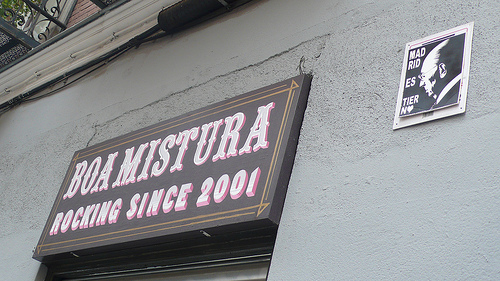 BOA MISTURA
ROCKING SINCE 2001
MAD
RID
ES
TIER
N♥